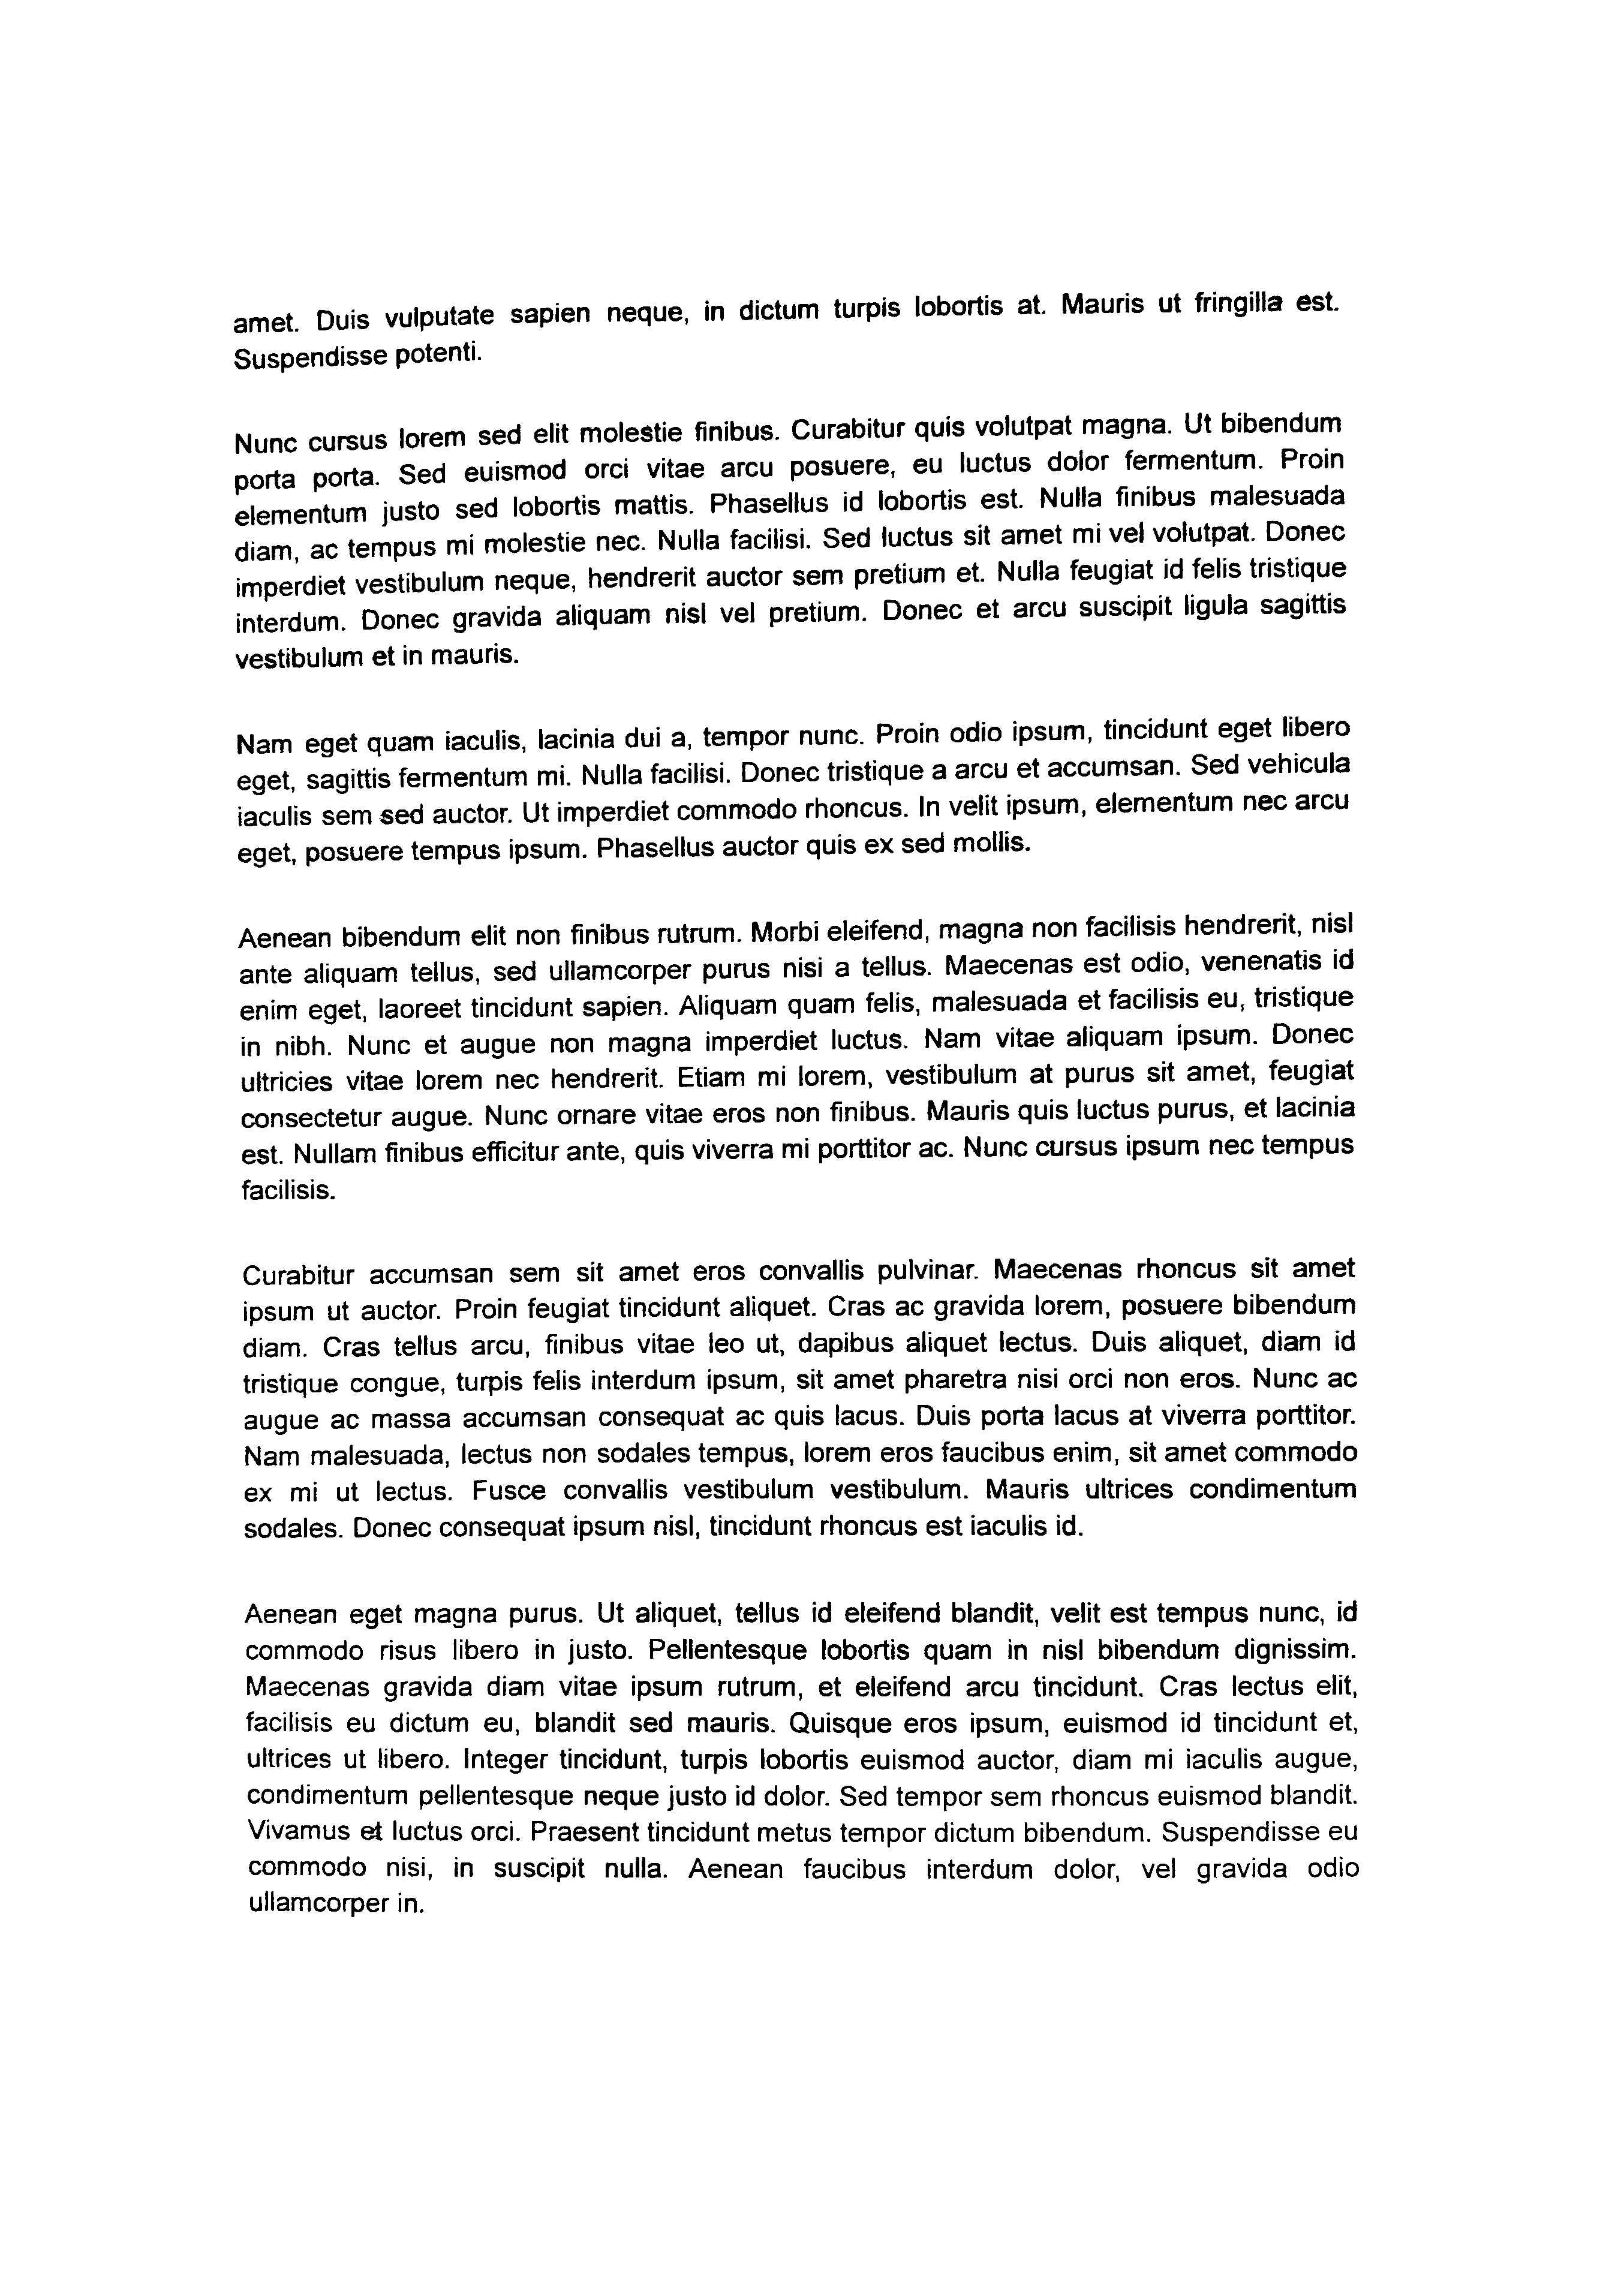 amet. Duis vulputate sapien neque, in dictum turpis lobortis at. Mauris ut fringilla est.
Suspendisse potenti.
Nunc cursus lorem sed elit molestie finibus. Curabitur quis volutpat magna. Ut bibendum
porta porta. Sed euismod orci vitae arcu posuere, eu luctus dolor fermentum. Proin
elementum justo sed lobortis mattis. Phasellus id lobortis est. Nulla finibus malesuada
diam, ac tempus mi molestie nec. Nulla facilisi. Sed luctus sit amet mi vel volutpat. Donec
imperdiet vestibulum neque, hendrerit auctor sem pretium et. Nulla feugiat id felis tristique
interdum. Donec gravida aliquam nisl vel pretium. Donec et arcu suscipit ligula sagittis
vestibulum et in mauris.
Nam eget quam iaculis, lacinia dui a, tempor nunc. Proin odio ipsum, tincidunt eget libero
eget, sagittis fermentum mi. Nulla facilisi. Donec tristique a arcu et accumsan. Sed vehicula
iaculis sem sed auctor. Ut imperdiet commodo rhoncus. In velit ipsum, elementum nec arcu
eget, posuere tempus ipsum. Phasellus auctor quis ex sed mollis.
Aenean bibendum elit non finibus rutrum. Morbi eleifend, magna non facilisis hendrerit, nisl
ante aliquam tellus, sed ullamcorper purus nisi a tellus. Maecenas est odio, venenatis id
enim eget, laoreet tincidunt sapien. Aliquam quam felis, malesuada et facilisis eu, tristique
in nibh. Nunc et augue non magna imperdiet luctus. Nam vitae aliquam ipsum. Donec
ultricies vitae lorem nec hendrerit. Etiam mi lorem, vestibulum at purus sit amet, feugiat
consectetur augue. Nunc ornare vitae eros non finibus. Mauris quis luctus purus, et lacinia
est. Nullam finibus efficitur ante, quis viverra mi porttitor ac. Nunc cursus ipsum nec tempus
facilisis.
Curabitur accumsan sem sit amet eros convallis pulvinar. Maecenas rhoncus sit amet
ipsum ut auctor. Proin feugiat tincidunt aliquet. Cras ac gravida lorem, posuere bibendum
diam. Cras tellus arcu, finibus vitae leo ut, dapibus aliquet lectus. Duis aliquet, diam id
tristique congue, turpis felis interdum ipsum, sit amet pharetra nisi orci non eros. Nunc ac
augue ac massa accumsan consequat ac quis lacus. Duis porta lacus at viverra porttitor.
Nam malesuada, lectus non sodales tempus, lorem eros faucibus enim, sit amet commodo
ex mi ut lectus. Fusce convallis vestibulum vestibulum. Mauris ultrices condimentum
sodales. Donec consequat ipsum nisl, tincidunt rhoncus est iaculis id.
Aenean eget magna purus. Ut aliquet, tellus id eleifend blandit, velit est tempus nunc, id
commodo risus libero in justo. Pellentesque lobortis quam in nisl bibendum dignissim.
Maecenas gravida diam vitae ipsum rutrum, et eleifend arcu tincidunt. Cras lectus elit,
facilisis eu dictum eu, blandit sed mauris. Quisque eros ipsum, euismod id tincidunt et,
ultrices ut libero. Integer tincidunt, turpis lobortis euismod auctor, diam mi iaculis augue,
condimentum pellentesque neque justo id dolor. Sed tempor sem rhoncus euismod blandit.
Vivamus et luctus orci. Praesent tincidunt metus tempor dictum bibendum. Suspendisse eu
commodo nisi, in suscipit nulla. Aenean faucibus interdum dolor, vel gravida odio
ullamcorper in.